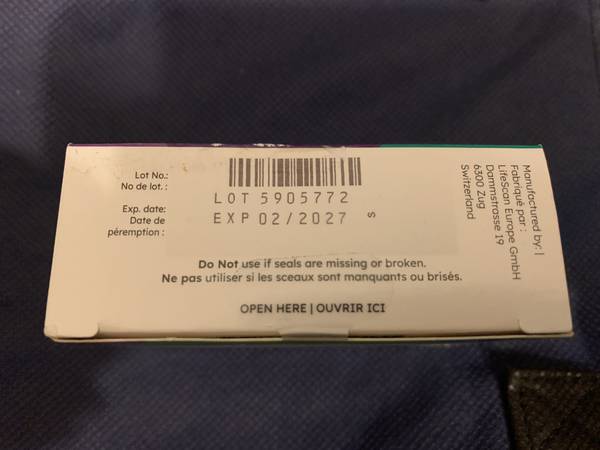 Lot No.:
No de lot. :
LOT 5905772
Exp. date:
Date de
péremption :
EXP 02/2027 S
Do Not use if seals are missing or broken.
Ne pas utiliser si les sceaux sont manquants ou brisés.
OPEN HERE | OUVRIR ICI
Manufactured by: |
Fabriqué par :
LifeScan Europe GmbH
Dammstrasse 19
6300 Zug
Switzerland